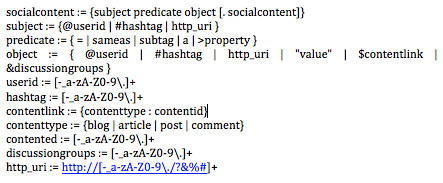 socialcontent := {subject predicate object [. socialcontent]}
subject := {@userid | #hashtag | http_uri }
predicate := { = | sameas | subtag | a | >property }
object := { @userid | #hashtag | http_uri | "value" | $contentlink |
&discussiongroups }
userid := [-_a-zA-Z0-9\.]+
hashtag := [-_a-zA-Z0-9\.]+
contentlink := {contenttype : contentid}
contenttype := {blog | article | post | comment}
contented := [-_a-zA-Z0-9\.]+
discussiongroups := [-_a-zA-Z0-9\.]+
http_uri := http://[-_a-zA-Z0-9\./?&%#]+